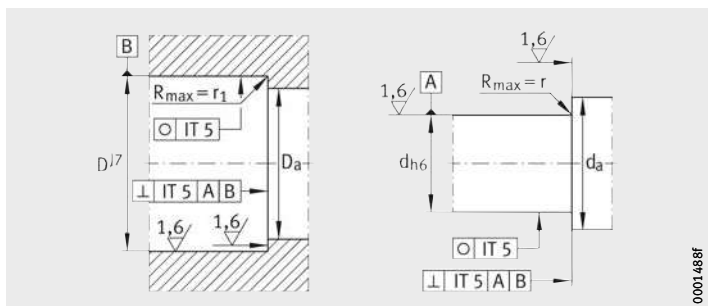 B
Rmax=r1
○ IT 5
DJ7
Da
⊥ IT 5 A B
1,6
1,6
1,6
1,6
A
Rmax=r
dh6
da
○ IT 5
⊥ IT 5 A B
0001488f